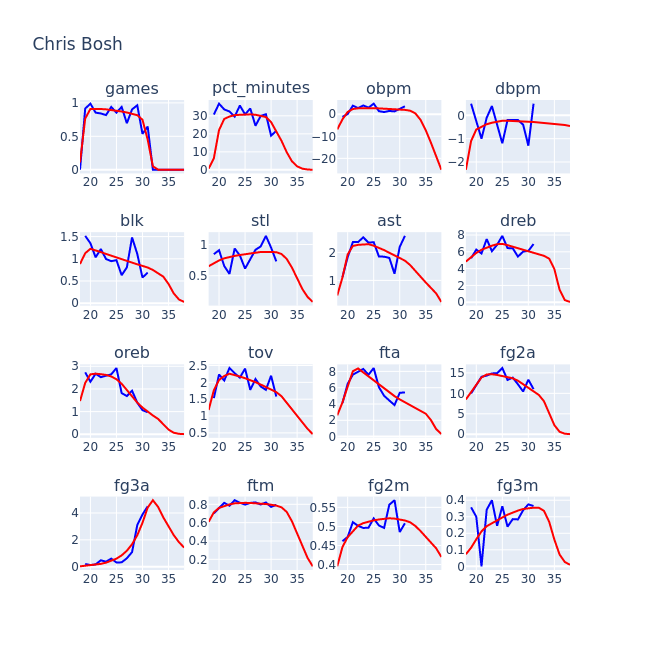 Chris Bosh
games pct_minutes obpm dbpm
1 0.5 0
30 20 10 0
0 −10 −20
0 −1 −2
20 25 30 35 20 25 30 35 20 25 30 35 20 25 30 35
blk stl ast dreb
1.5 1 0.5 0
1 0.5
2 1
8 6 4 2 0
20 25 30 35 20 25 30 35 20 25 30 35 20 25 30 35
oreb tov fta fg2a
3 2 1 0
2.5 2 1.5 1 0.5
8 6 4 2 0
15 10 5 0
20 25 30 35 20 25 30 35 20 25 30 35 20 25 30 35
fg3a ftm fg2m fg3m
4 2 0
0.8 0.6 0.4 0.2
0.55 0.5 0.45 0.4
0.4 0.3 0.2 0.1 0
20 25 30 35 20 25 30 35 20 25 30 35 20 25 30 35